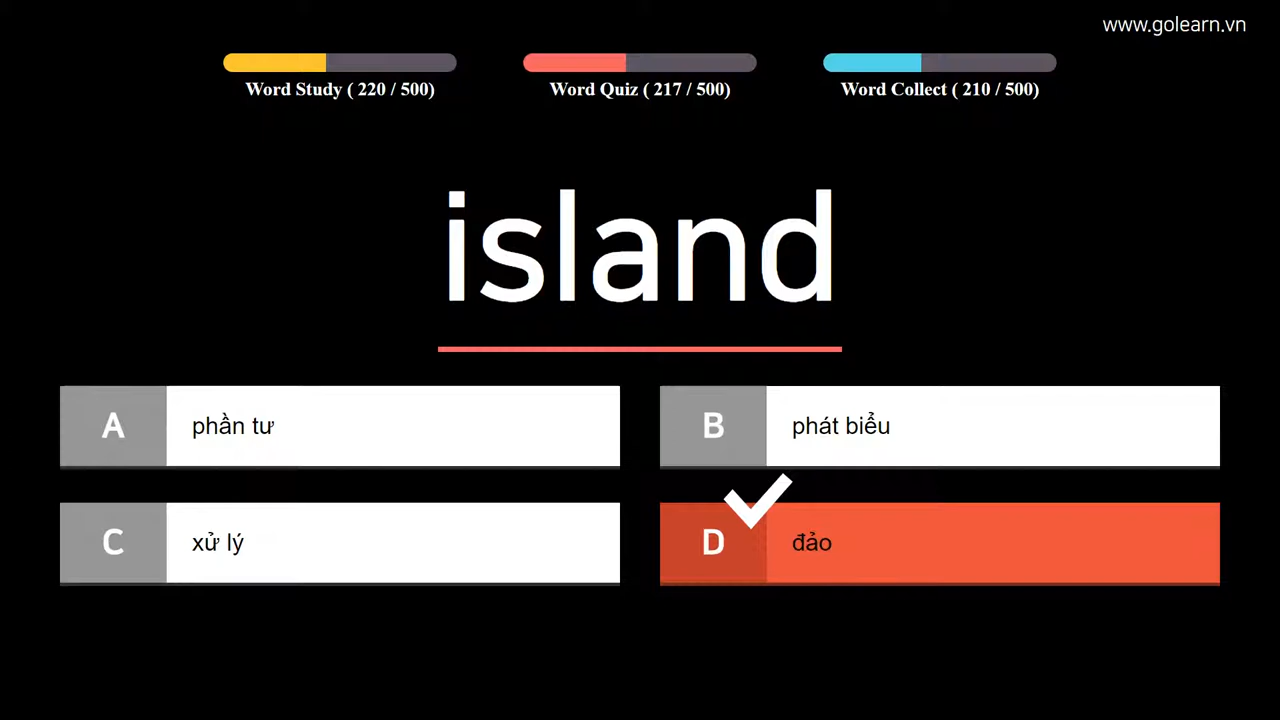 www.golearn.vn
Word Study ( 220 / 500)
Word Quiz ( 217 / 500)
Word Collect ( 210 / 500)
island
A phần tư
B phát biểu
C xử lý
D đảo